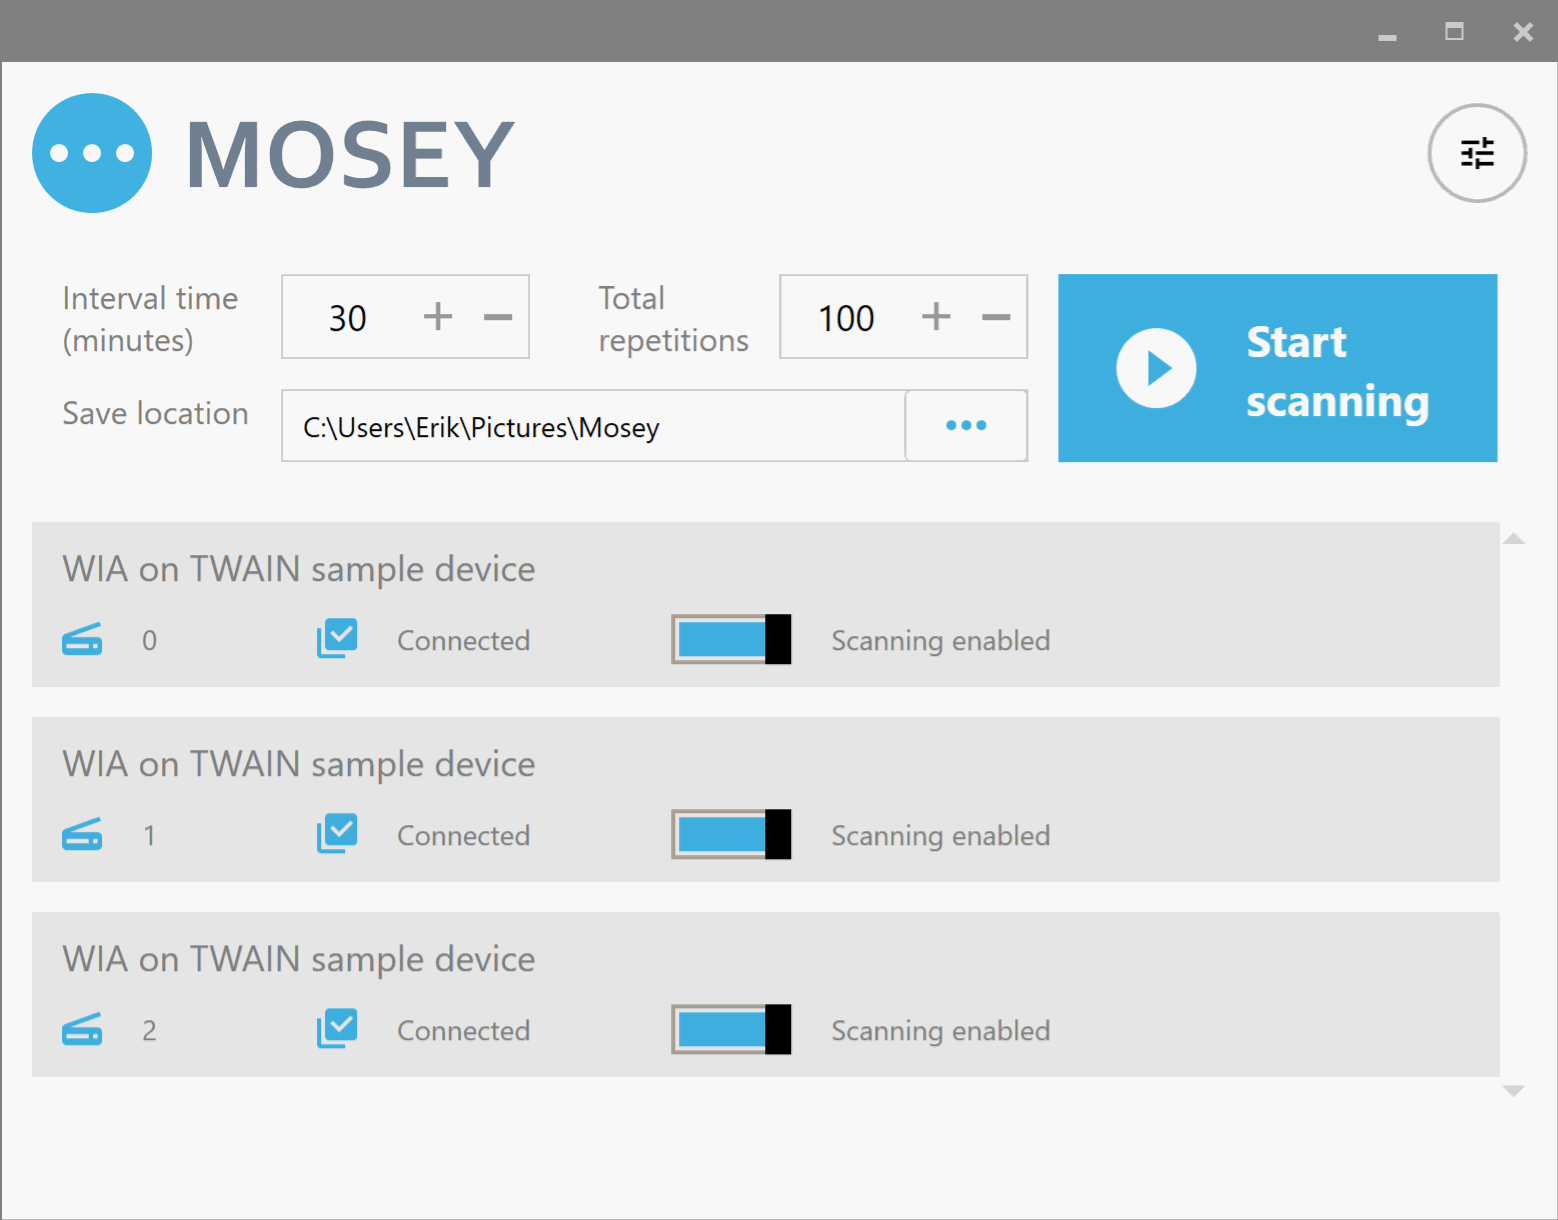 MOSEY
Interval time
(minutes)
30
Total
repetitions
100
Start
scanning
Save location
C:\Users\Erik\Pictures\Mosey
WIA on TWAIN sample device
0
Connected
Scanning enabled
WIA on TWAIN sample device
1
Connected
Scanning enabled
WIA on TWAIN sample device
2
Connected
Scanning enabled